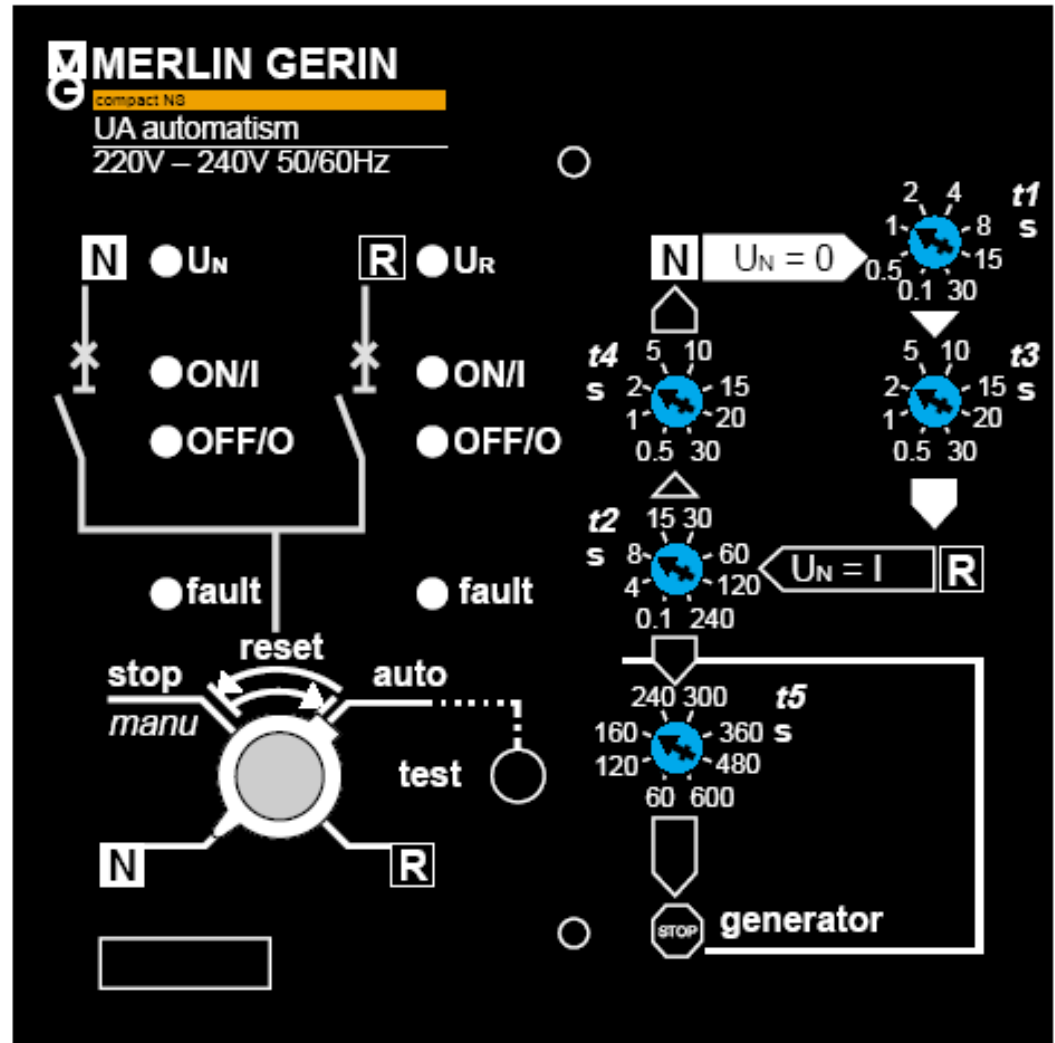 MERLIN GERIN
compact NS
UA automatism
220V – 240V 50/60Hz
N UN R UR
ON/I ON/I
OFF/O OFF/O
fault fault
reset
stop auto
manu
test
N R
N UN = 0
t1
s
2 4
1 8
0.5 15
0.1 30
t4
s
5 10
2 15
1 20
0.5 30
t3
s
5 10
2 15
1 20
0.5 30
t2
s
15 30
8 60
4 120
0.1 240
UN = I R
t5
s
240 300
160 360
120 480
60 600
STOP generator